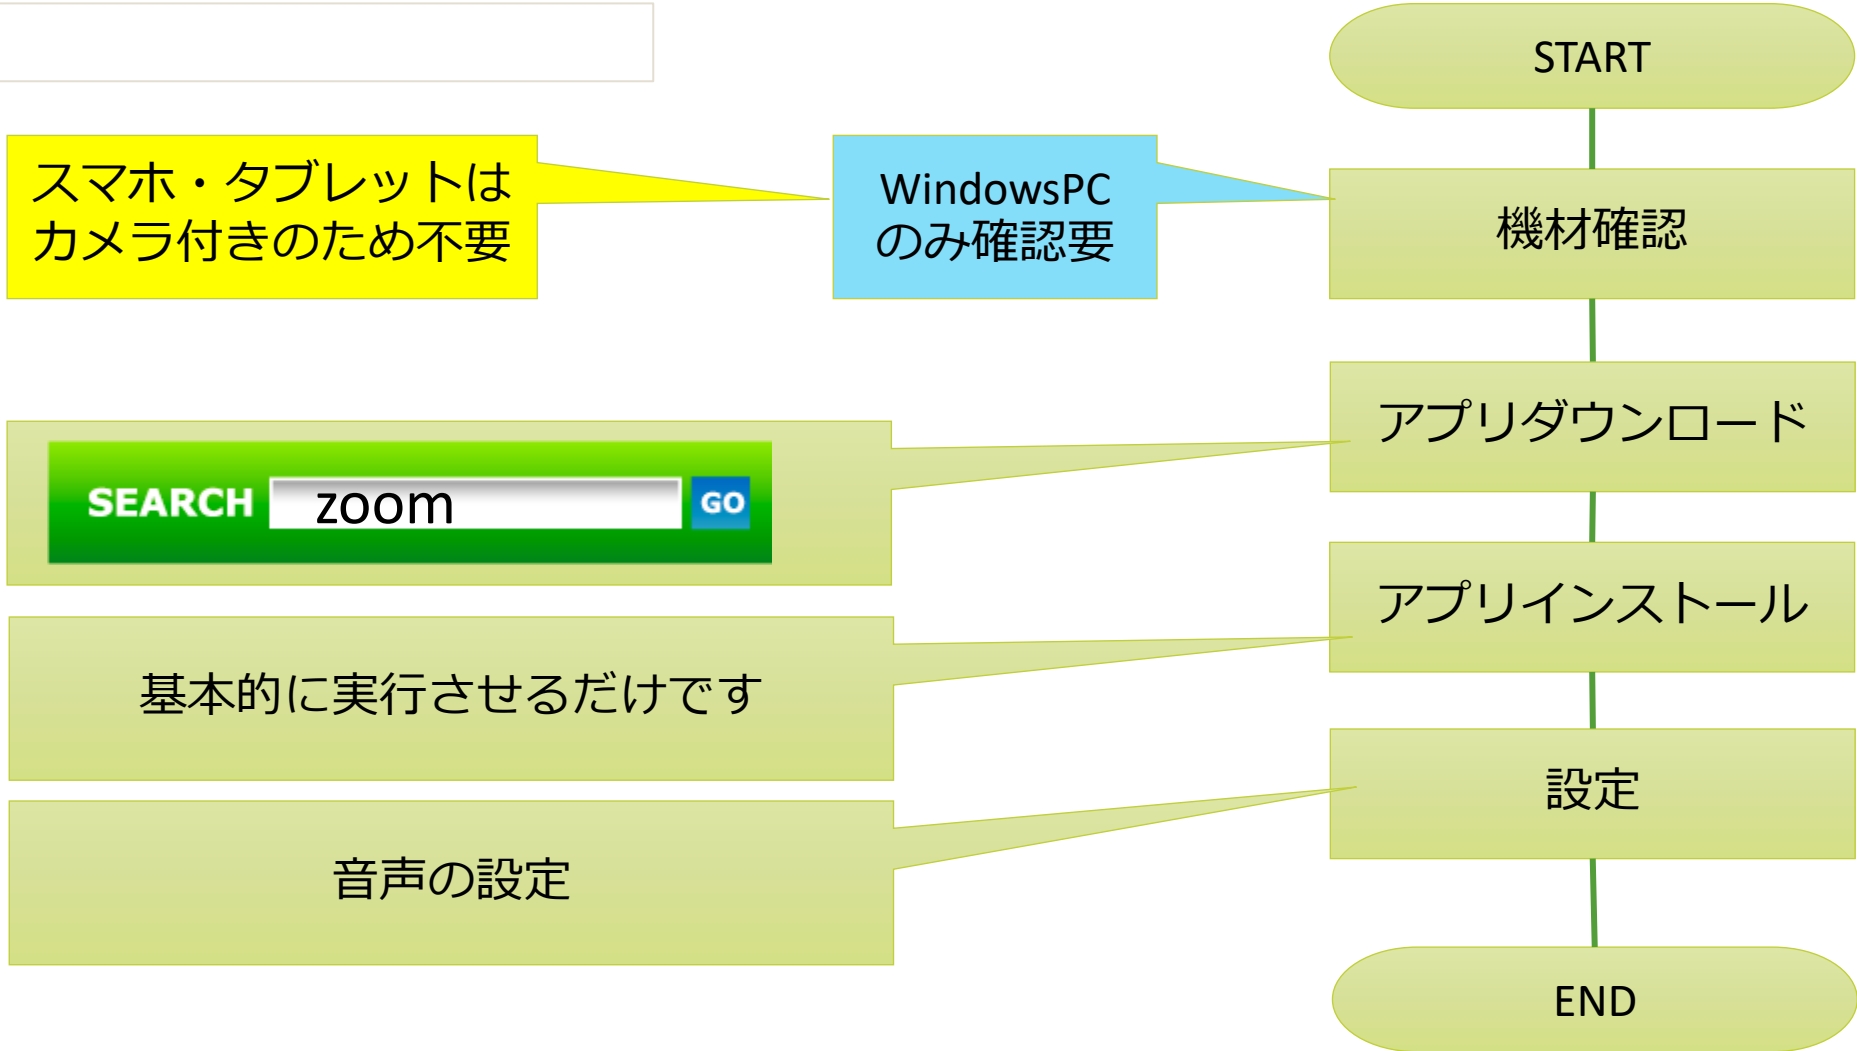 START
スマホ・タブレットは
カメラ付きのため不要
WindowsPC
のみ確認要
機材確認
アプリダウンロード
SEARCH zoom GO
アプリインストール
基本的に実行させるだけです
設定
音声の設定
END